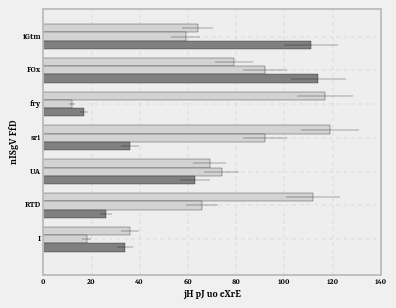 iGtm
FOx
fry
sri
UA
RTD
I
nISgV FfD
0 20 40 60 80 100 120 140
jH pJ uo cXrE